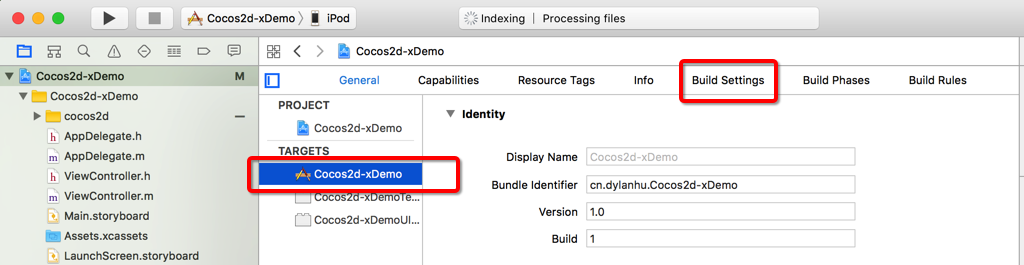 Cocos2d-xDemo iPod Indexing Processing files
Cocos2d-xDemo
Cocos2d-xDemo M
Cocos2d-xDemo
cocos2d
AppDelegate.h
AppDelegate.m
ViewController.h
ViewController.m
Main.storyboard
Assets.xcassets
LaunchScreen.storyboard
General Capabilities Resource Tags Info Build Settings Build Phases Build Rules
PROJECT
Cocos2d-xDemo
TARGETS
Cocos2d-xDemo
Cocos2d-xDemoTe...
Cocos2d-xDemoUI...
Identity
Display Name Cocos2d-xDemo
Bundle Identifier cn.dylanhu.Cocos2d-xDemo
Version 1.0
Build 1